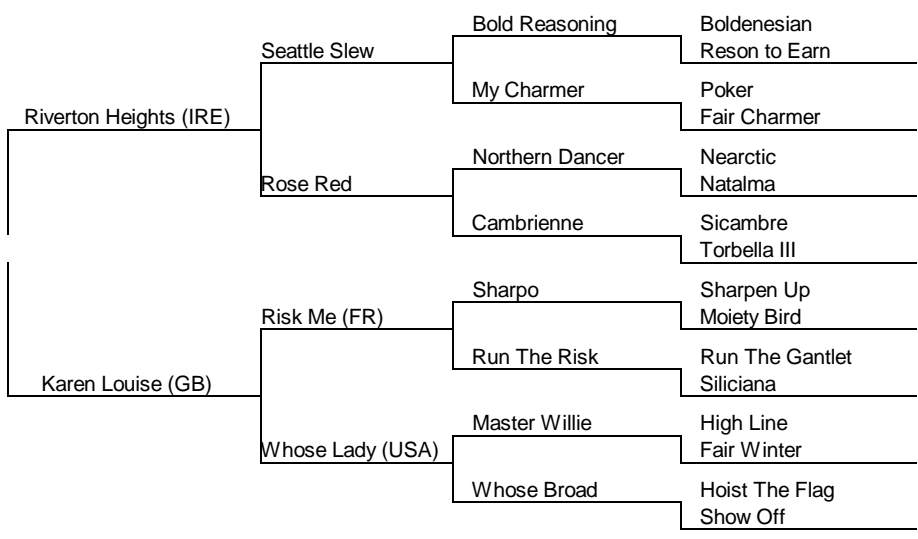 Bold Reasoning
Boldenesian
Seattle Slew
Reson to Earn
My Charmer
Poker
Riverton Heights (IRE)
Fair Charmer
Northern Dancer
Nearctic
Rose Red
Natalma
Cambrienne
Sicambre
Torbella III
Sharpo
Sharpen Up
Risk Me (FR)
Moiety Bird
Run The Risk
Run The Gantlet
Karen Louise (GB)
Siliciana
Master Willie
High Line
Whose Lady (USA)
Fair Winter
Whose Broad
Hoist The Flag
Show Off